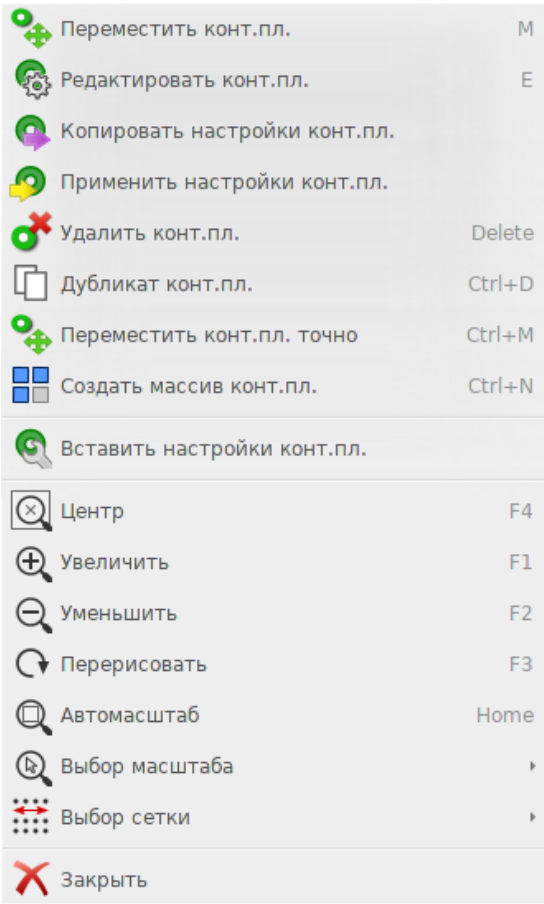 Переместить конт.пл. M
Редактировать конт.пл. E
Копировать настройки конт.пл.
Применить настройки конт.пл.
Удалить конт.пл. Delete
Дубликат конт.пл. Ctrl+D
Переместить конт.пл. точно Ctrl+M
Создать массив конт.пл. Ctrl+N
Вставить настройки конт.пл.
Центр F4
Увеличить F1
Уменьшить F2
Перерисовать F3
Автомасштаб Home
Выбор масштаба
Выбор сетки
Закрыть